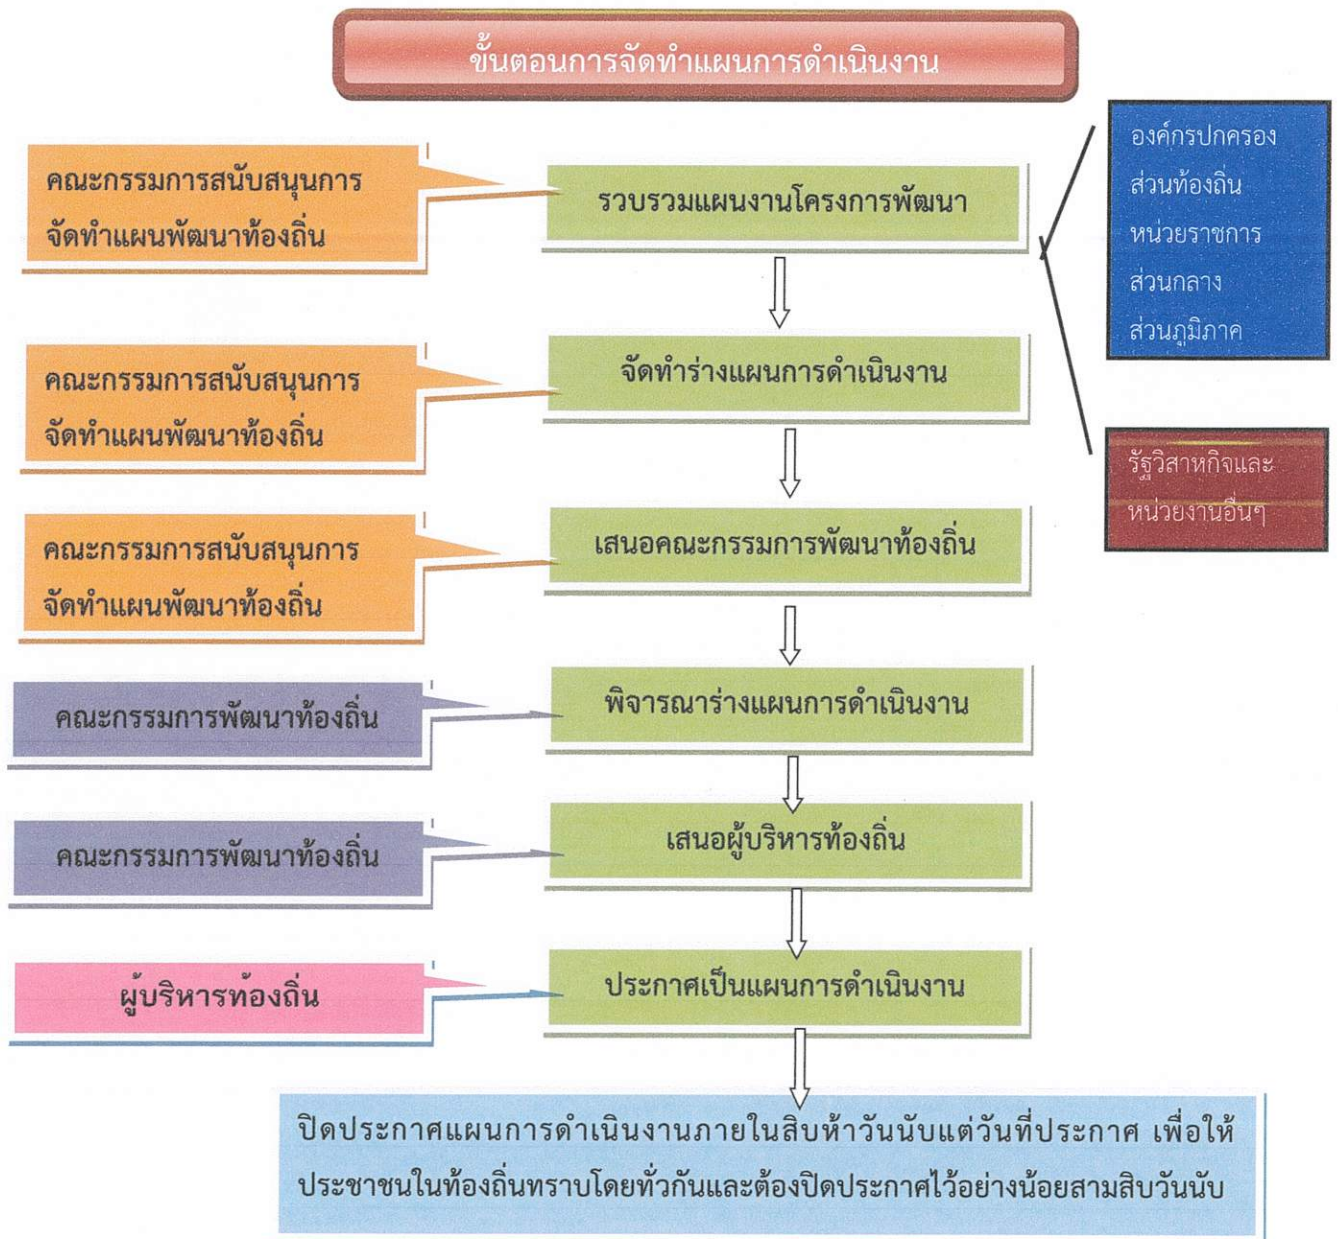 ขั้นตอนการจัดทำแผนการดำเนินงาน
คณะกรรมการสนับสนุนการ
จัดทำแผนพัฒนาท้องถิ่น
รวบรวมแผนงานโครงการพัฒนา
องค์กรปกครอง
ส่วนท้องถิ่น
หน่วยราชการ
ส่วนกลาง
ส่วนภูมิภาค
คณะกรรมการสนับสนุนการ
จัดทำแผนพัฒนาท้องถิ่น
จัดทำร่างแผนการดำเนินงาน
รัฐวิสาหกิจและ
หน่วยงานอื่นๆ
คณะกรรมการสนับสนุนการ
จัดทำแผนพัฒนาท้องถิ่น
เสนอคณะกรรมการพัฒนาท้องถิ่น
คณะกรรมการพัฒนาท้องถิ่น
พิจารณาร่างแผนการดำเนินงาน
คณะกรรมการพัฒนาท้องถิ่น
เสนอผู้บริหารท้องถิ่น
ผู้บริหารท้องถิ่น
ประกาศเป็นแผนการดำเนินงาน
ปิดประกาศแผนการดำเนินงานภายในสิบห้าวันนับแต่วันที่ประกาศ เพื่อให้
ประชาชนในท้องถิ่นทราบโดยทั่วกันและต้องปิดประกาศไว้อย่างน้อยสามสิบวันนับ